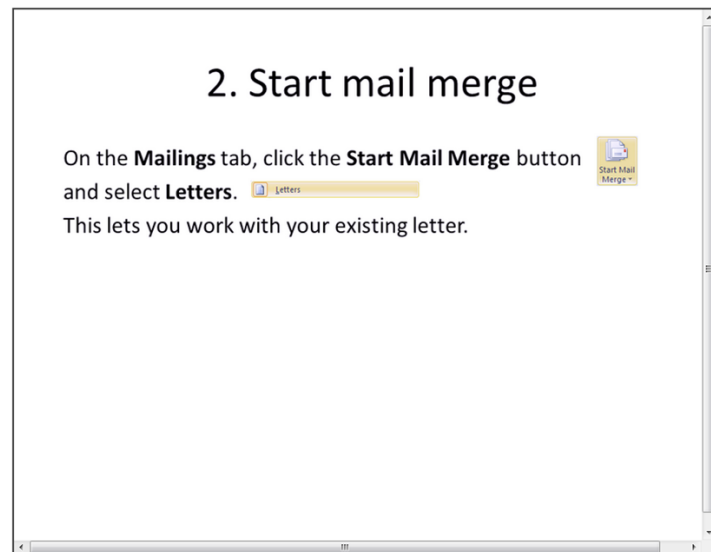 2. Start mail merge
On the Mailings tab, click the Start Mail Merge button
Start Mail
Merge
and select Letters.
Letters
This lets you work with your existing letter.